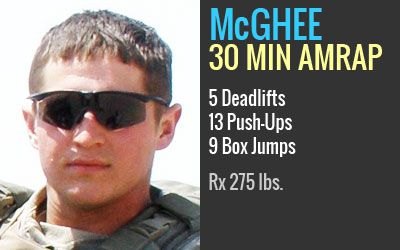 McGHEE
30 MIN AMRAP
5 Deadlifts
13 Push-Ups
9 Box Jumps
Rx 275 lbs.